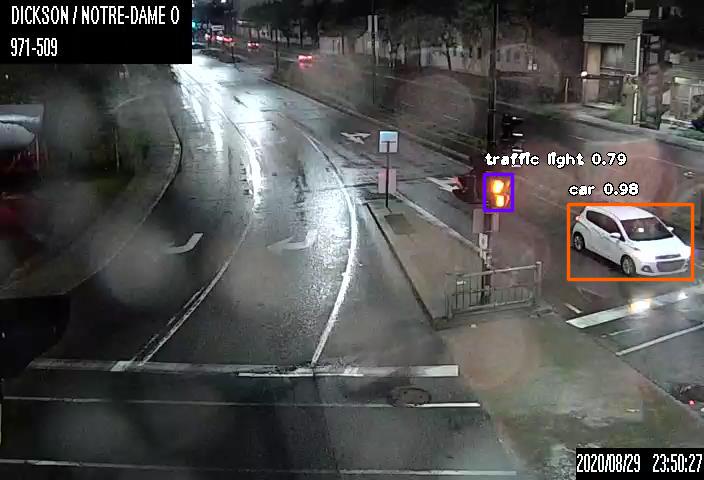 DICKSON / NOTRE-DAME O
971-509
traffic light 0.79
car 0.98
2020/08/29 23:50:27